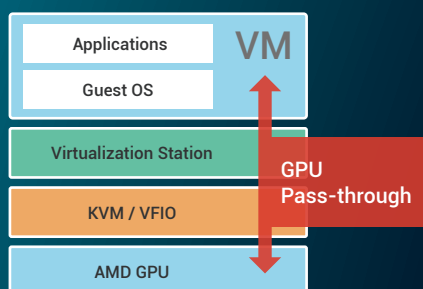 Applications
VM
Guest OS
Virtualization Station
GPU
Pass-through
KVM / VFIO
AMD GPU